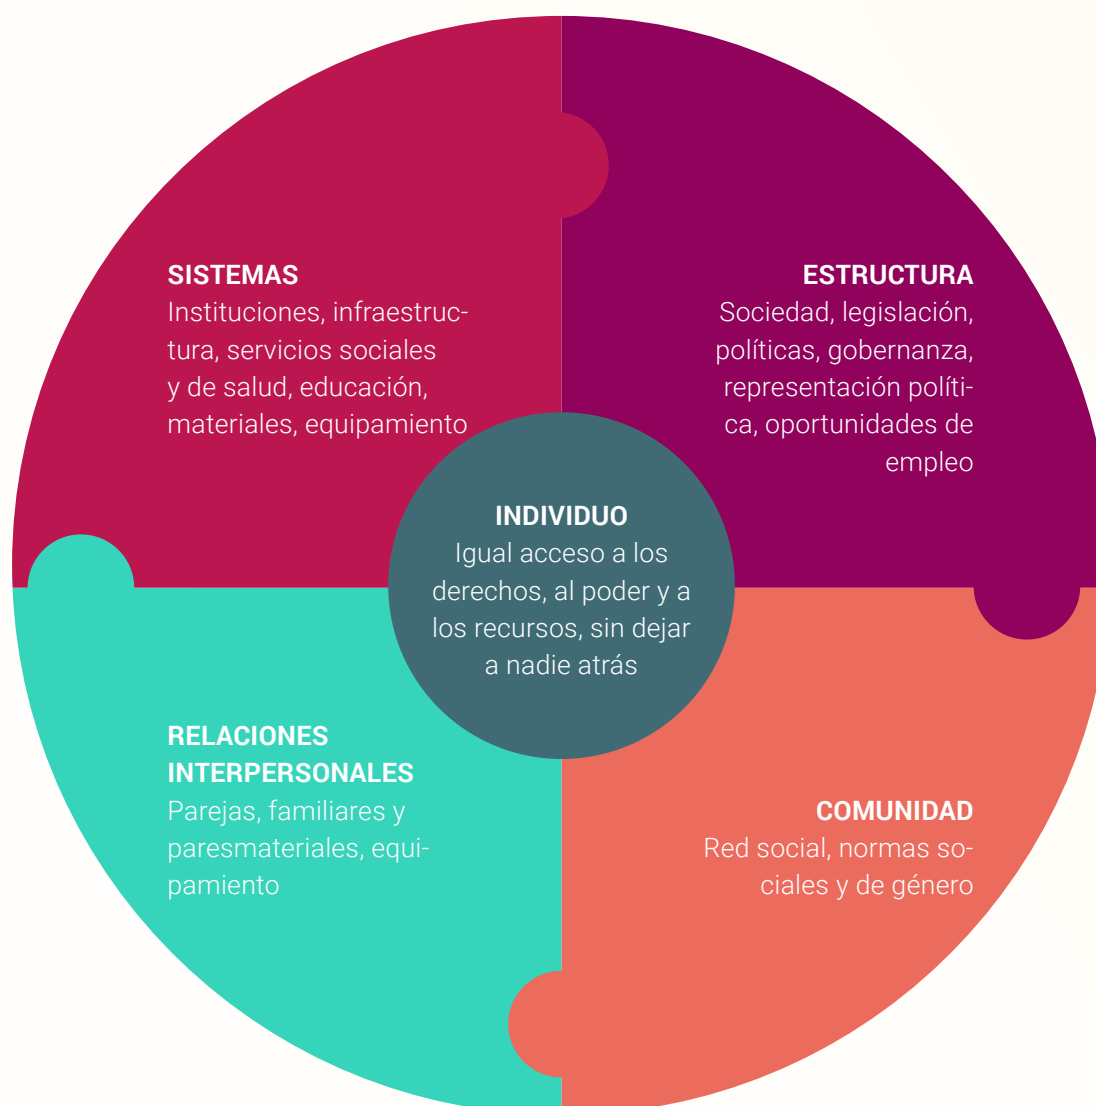 SISTEMAS
Instituciones, infraestruc-
tura, servicios sociales
y de salud, educación,
materiales, equipamiento
ESTRUCTURA
Sociedad, legislación,
políticas, gobernanza,
representación políti-
ca, oportunidades de
empleo
INDIVIDUO
Igual acceso a los
derechos, al poder y a
los recursos, sin dejar
a nadie atrás
RELACIONES
INTERPERSONALES
Parejas, familiares y
paresmateriales, equi-
pamiento
COMUNIDAD
Red social, normas so-
ciales y de género